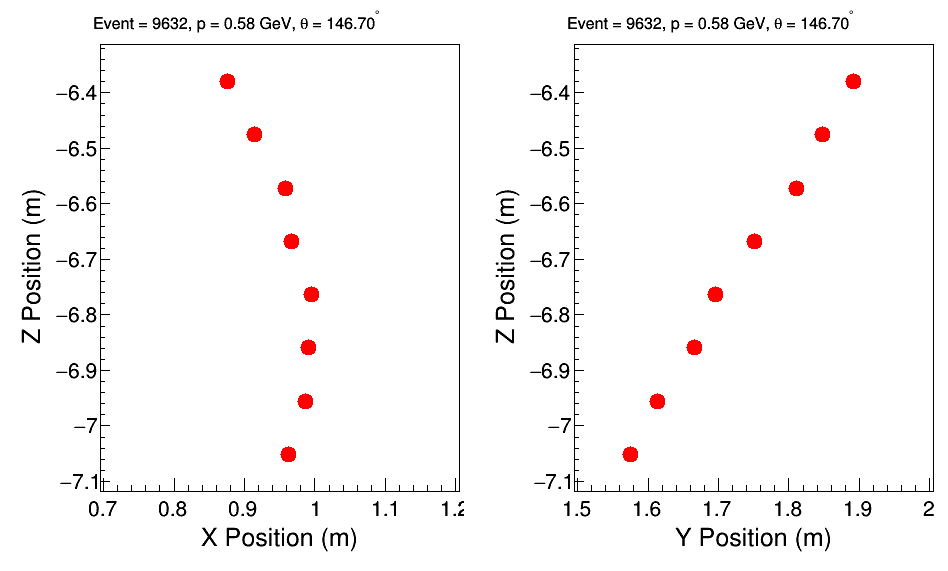 Event = 9632, p = 0.58 GeV, θ = 146.70°
−6.4
−6.5
−6.6
−6.7
−6.8
−6.9
−7
−7.1
Z Position (m)
0.7 0.8 0.9 1 1.1 1.2
X Position (m)
Event = 9632, p = 0.58 GeV, θ = 146.70°
−6.4
−6.5
−6.6
−6.7
−6.8
−6.9
−7
−7.1
Z Position (m)
1.5 1.6 1.7 1.8 1.9 2
Y Position (m)